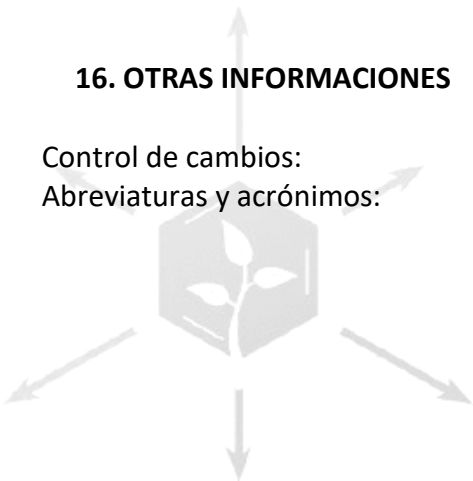 16. OTRAS INFORMACIONES
Control de cambios:
Abreviaturas y acrónimos: